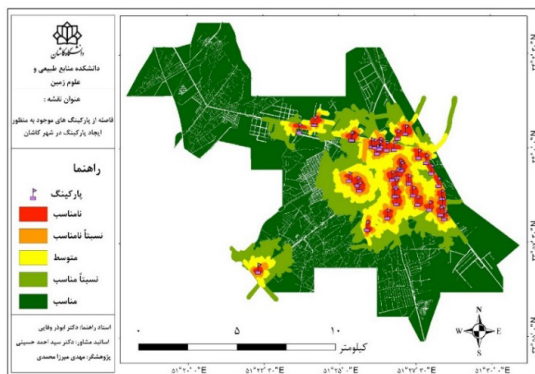 دانشگاه کاشان
دانشکده منابع طبیعی و
علوم زمین
عنوان نقشه :
فاصله از پارکینگ های موجود به منظور
ایجاد پارکینگ در شهر کاشان
راهنما
پارکینگ
نامناسب
نسبتاً نامناسب
متوسط
نسبتاً مناسب
مناسب
استاد راهنما: دکتر ابوذر وفایی
اساتید مشاور: دکتر سید احمد حسینی
پژوهشگر: مهدی میرزا محمدی
۰ ۵ ۱۰
کیلومتر
N
W E
S